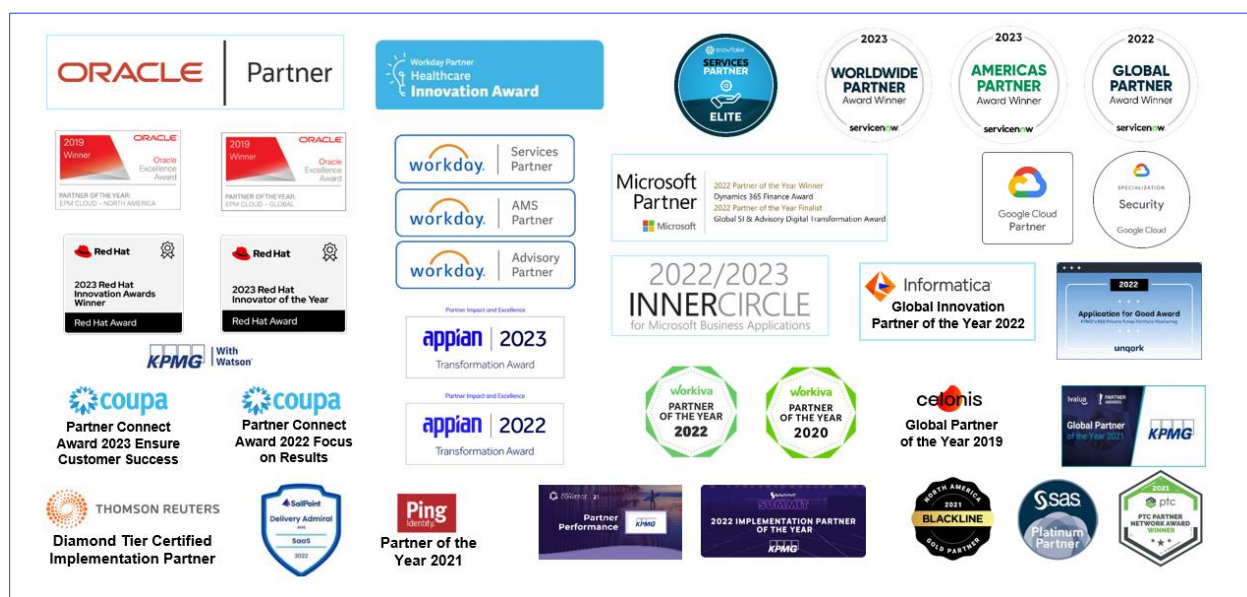 ORACLE
Partner
Workday Partner
Healthcare
Innovation Award
snowflake
SERVICES
PARTNER
ELITE
2023
WORLDWIDE
PARTNER
Award Winner
servicenow
2023
AMERICAS
PARTNER
Award Winner
servicenow
2022
GLOBAL
PARTNER
Award Winner
servicenow
2019
Winner
ORACLE
Oracle
Excellence
Award
PARTNER OF THE YEAR:
EPM CLOUD – NORTH AMERICA
2019
Winner
ORACLE
Oracle
Excellence
Award
PARTNER OF THE YEAR:
EPM CLOUD – GLOBAL
workday.
Services
Partner
workday.
AMS
Partner
workday.
Advisory
Partner
Microsoft
Partner
Microsoft
2022 Partner of the Year Winner
Dynamics 365 Finance Award
2022 Partner of the Year Finalist
Global SI & Advisory Digital Transformation Award
Google Cloud
Partner
SPECIALIZATION
Security
Google Cloud
Red Hat
2023 Red Hat
Innovation Awards
Winner
Red Hat Award
Red Hat
2023 Red Hat
Innovator of the Year
Red Hat Award
2022/2023
INNERCIRCLE
for Microsoft Business Applications
Informatica
Global Innovation
Partner of the Year 2022
2022
Application for Good Award
unqork
KPMG
With
Watson
Partner Impact and Excellence
appian
2023
Transformation Award
Partner Impact and Excellence
appian
2022
Transformation Award
coupa
Partner Connect
Award 2023 Ensure
Customer Success
coupa
Partner Connect
Award 2022 Focus
on Results
workiva
PARTNER
OF THE YEAR
2022
workiva
PARTNER
OF THE YEAR
2020
celonis
Global Partner
of the Year 2019
ivalua
PARTNER
AWARDS
Global Partner
of the Year 2021
KPMG
THOMSON REUTERS
Diamond Tier Certified
Implementation Partner
SailPoint
Delivery Admiral
SaaS
2022
Ping
Identity.
Partner of the
Year 2021
21
Partner
Performance
KPMG
SUMMIT
2022 IMPLEMENTATION PARTNER
OF THE YEAR
KPMG
NORTH AMERICA
2021
BLACKLINE
GOLD PARTNER
sas
Platinum
Partner
2021
ptc
PTC PARTNER
NETWORK AWARD
WINNER